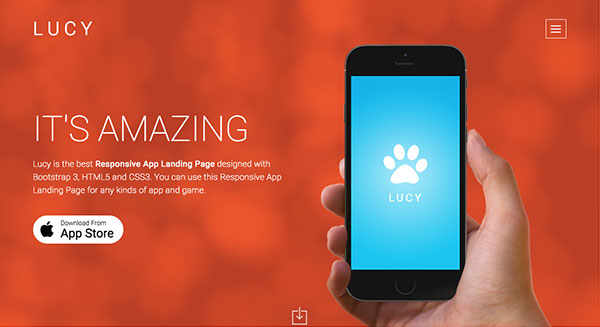 LUCY
IT'S AMAZING
Lucy is the best Responsive App Landing Page designed with
Bootstrap 3, HTML5 and CSS3. You can use this Responsive App
Landing Page for any kinds of app and game.
Download From
App Store
LUCY